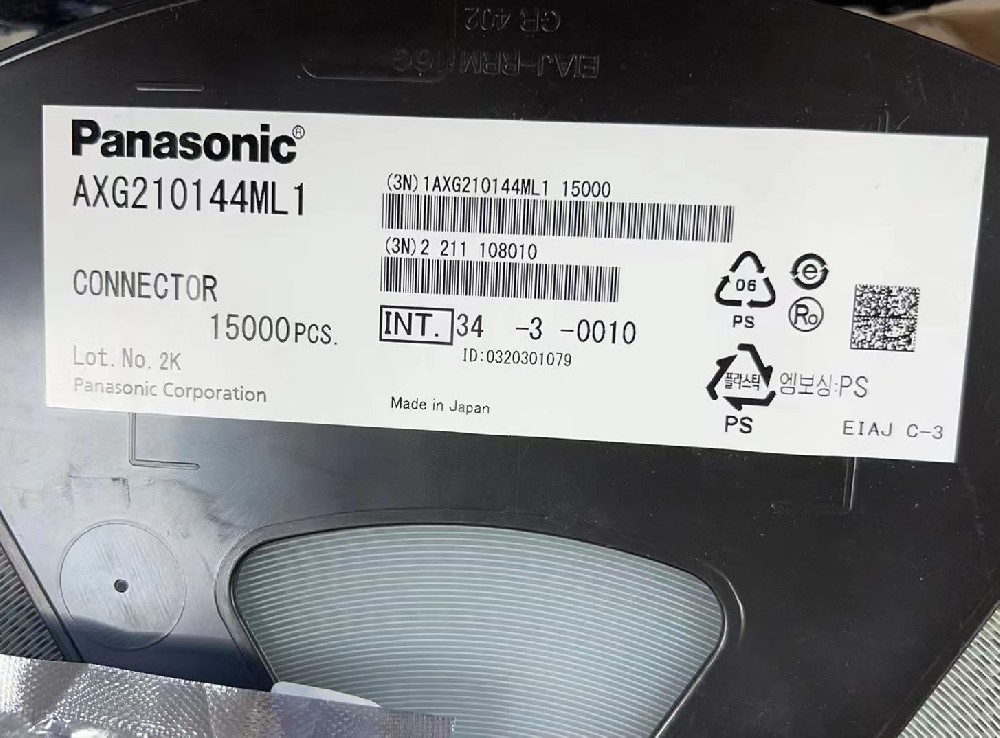 GR 402
EIAJ-RRM
Panasonic®
AXG210144ML1
(3N)1AXG210144ML1 15000
(3N)2 211 108010
CONNECTOR
15000PCS.
INT. 34 -3 -0010
ID:0320301079
Lot. No. 2K
Panasonic Corporation
Made in Japan
06
PS
e
Ro
플라스틱
엠보싱:PS
PS
EIAJ C-3